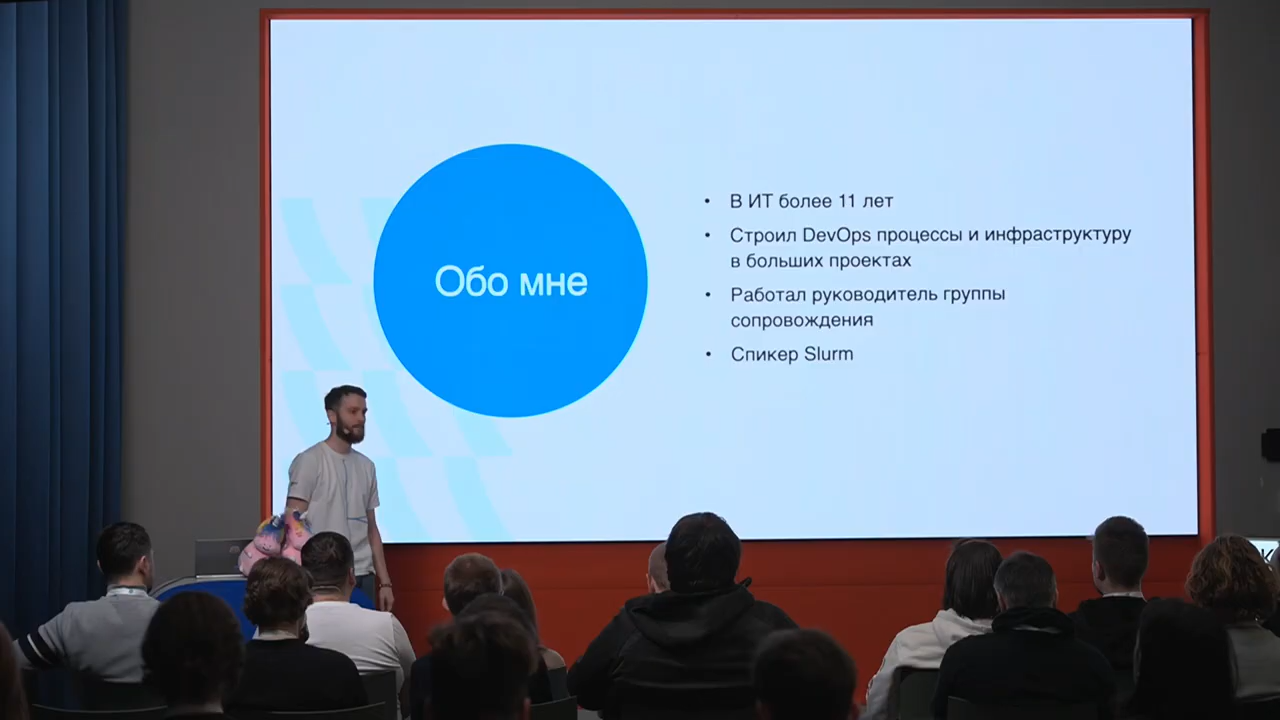 Обо мне
• В ИТ более 11 лет
• Строил DevOps процессы и инфраструктуру
в больших проектах
• Работал руководитель группы
сопровождения
• Спикер Slurm
К